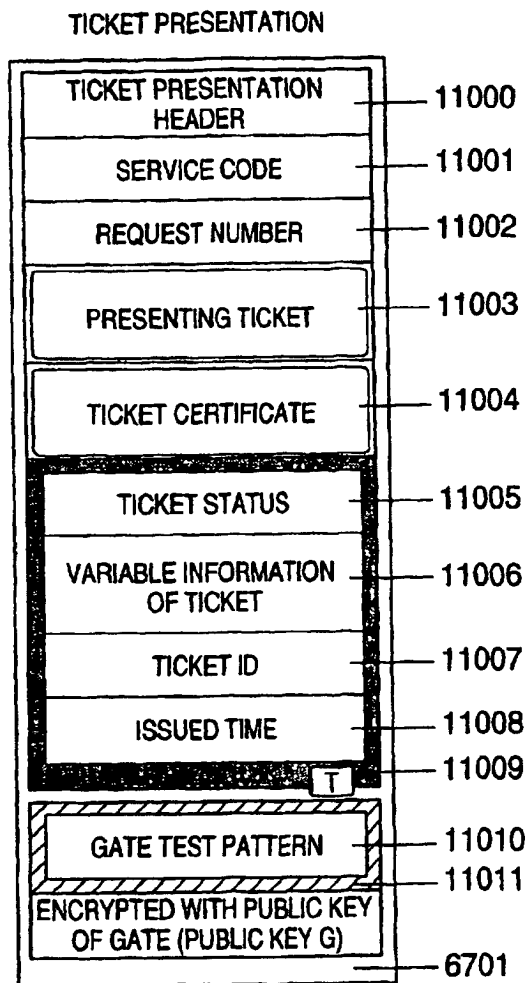 TICKET PRESENTATION
TICKET PRESENTATION
HEADER
11000
SERVICE CODE
11001
REQUEST NUMBER
11002
PRESENTING TICKET
11003
TICKET CERTIFICATE
11004
TICKET STATUS
11005
VARIABLE INFORMATION
OF TICKET
11006
TICKET ID
11007
ISSUED TIME
11008
T
11009
GATE TEST PATTERN
11010
11011
ENCRYPTED WITH PUBLIC KEY
OF GATE (PUBLIC KEY G)
6701